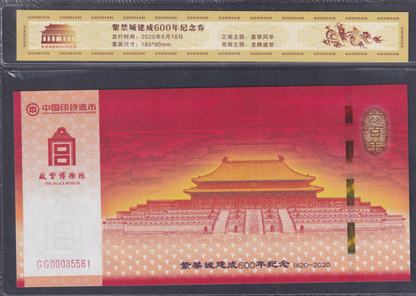 紫禁城建成600年纪念券
发行时间：2020年6月18日
票面尺寸：180*90mm
正面主图：紫禁风华
背面主图：龙腾盛世
中国印钞造币
故宫博物院
THE PALACE MUSEUM
GG00035561
紫禁城建成600年纪念 1420-2020